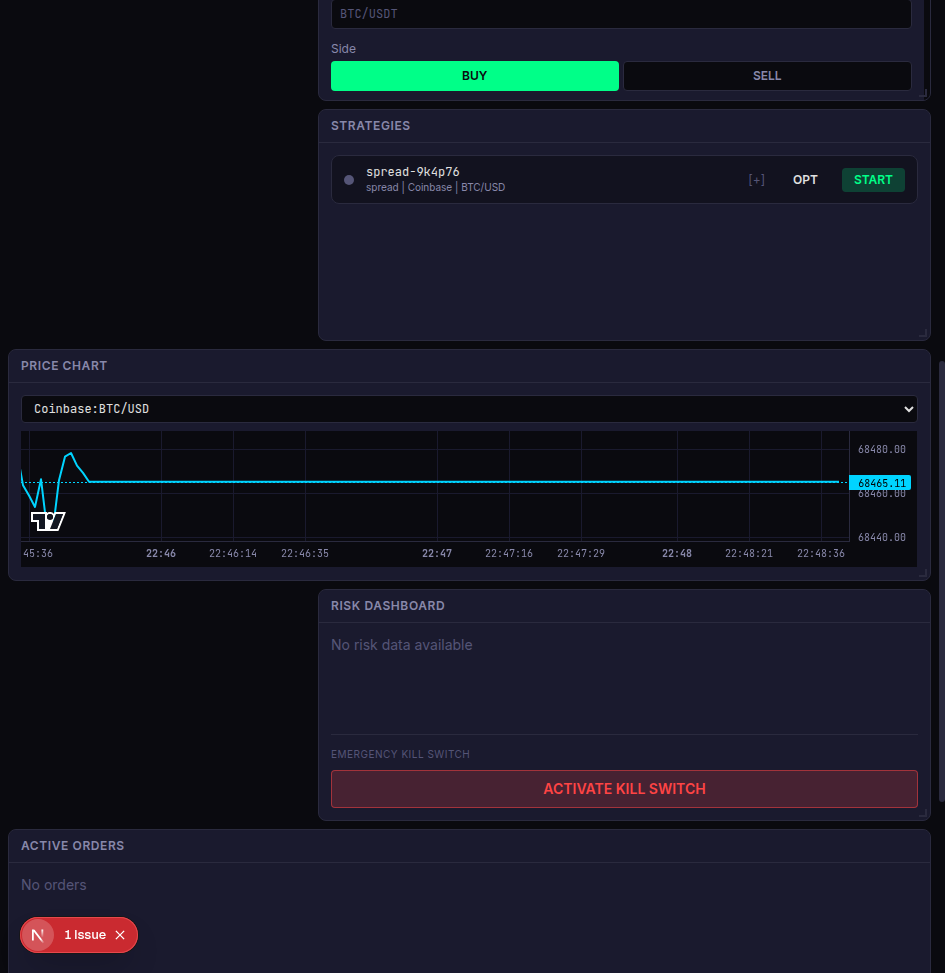 BTC/USDT
Side
BUY
SELL
STRATEGIES
spread-9k4p76
spread | Coinbase | BTC/USD
[+]
OPT
START
PRICE CHART
Coinbase:BTC/USD
68480.00
68465.11
68460.00
68440.00
45:36
22:46
22:46:14
22:46:35
22:47
22:47:16
22:47:29
22:48
22:48:21
22:48:36
RISK DASHBOARD
No risk data available
EMERGENCY KILL SWITCH
ACTIVATE KILL SWITCH
ACTIVE ORDERS
No orders
N
1 Issue